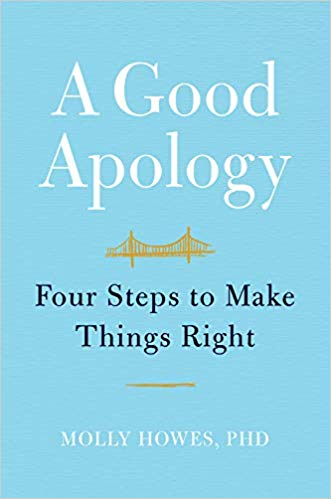 A Good
Apology
Four Steps to Make
Things Right
MOLLY HOWES, PHD